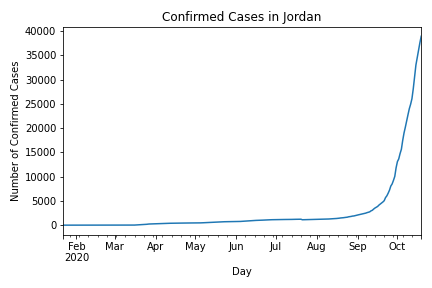 Confirmed Cases in Jordan
Number of Confirmed Cases
40000
35000
30000
25000
20000
15000
10000
5000
0
Feb Mar Apr May Jun Jul Aug Sep Oct
2020
Day